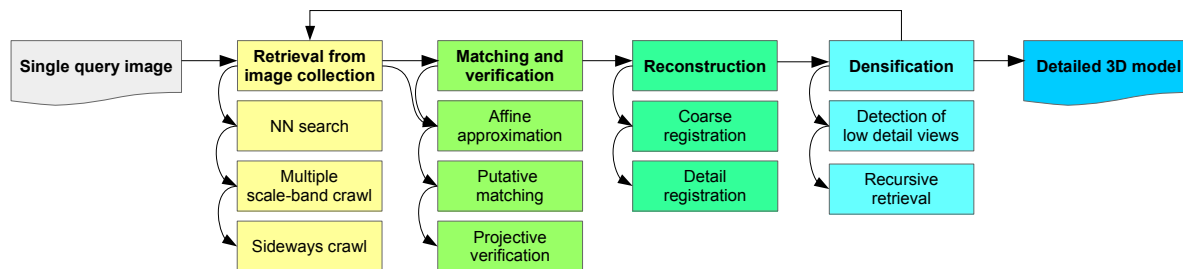 Single query image
Retrieval from
image collection
NN search
Multiple
scale-band crawl
Sideways crawl
Matching and
verification
Affine
approximation
Putative
matching
Projective
verification
Reconstruction
Coarse
registration
Detail
registration
Densification
Detection of
low detail views
Recursive
retrieval
Detailed 3D model